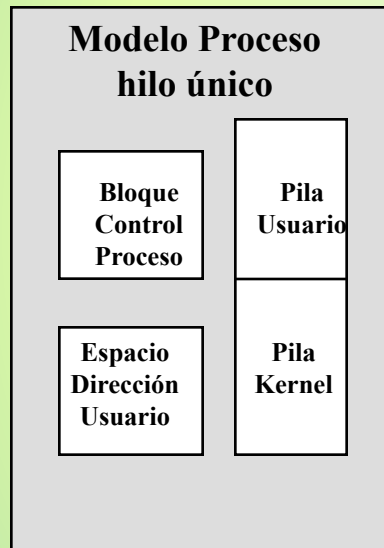 Modelo Proceso
hilo único
Bloque
Control
Proceso
Pila
Usuario
Espacio
Dirección
Usuario
Pila
Kernel